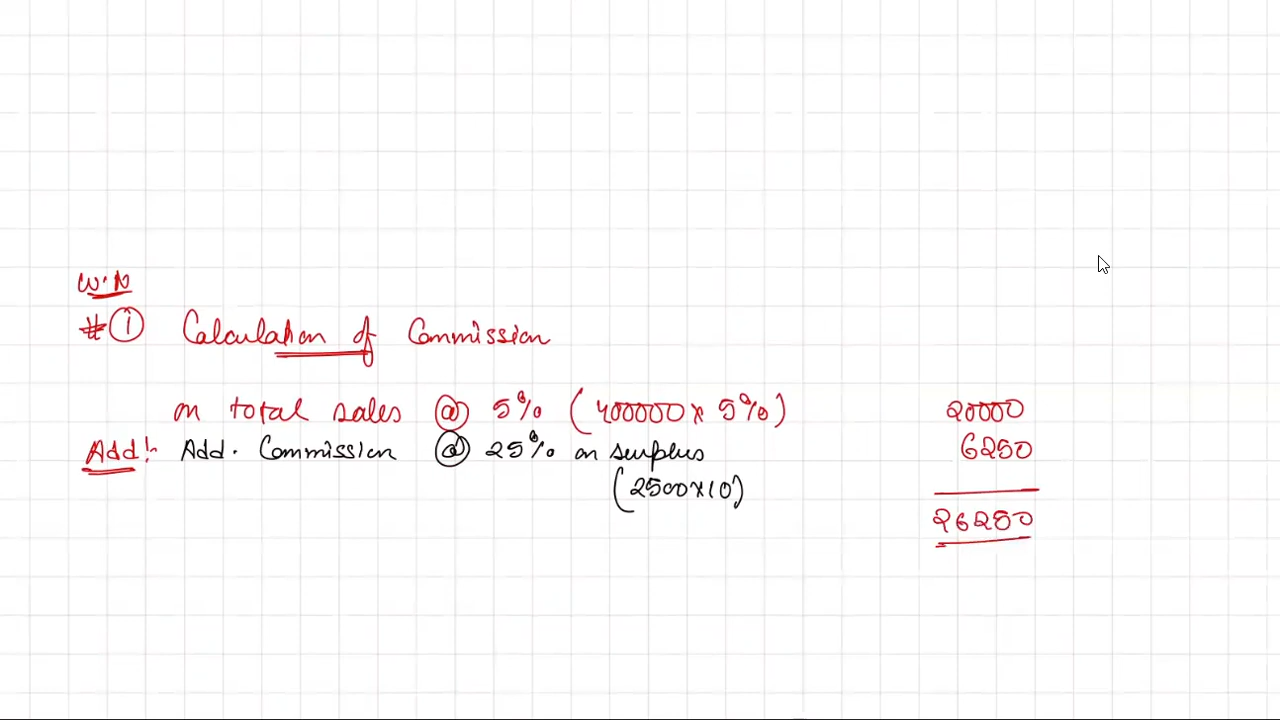 W.N
# ① Calculation of Commission
on total sales @ 5% (400000 x 5%) 20000
Add:- Add. Commission @ 25% on surplus 6250
(2500x10)
26250